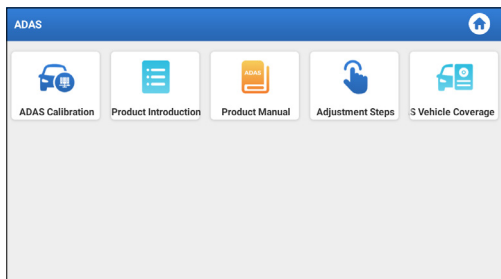 ADAS
ADAS
ADAS Calibration
Product Introduction
Product Manual
Adjustment Steps
S Vehicle Coverage